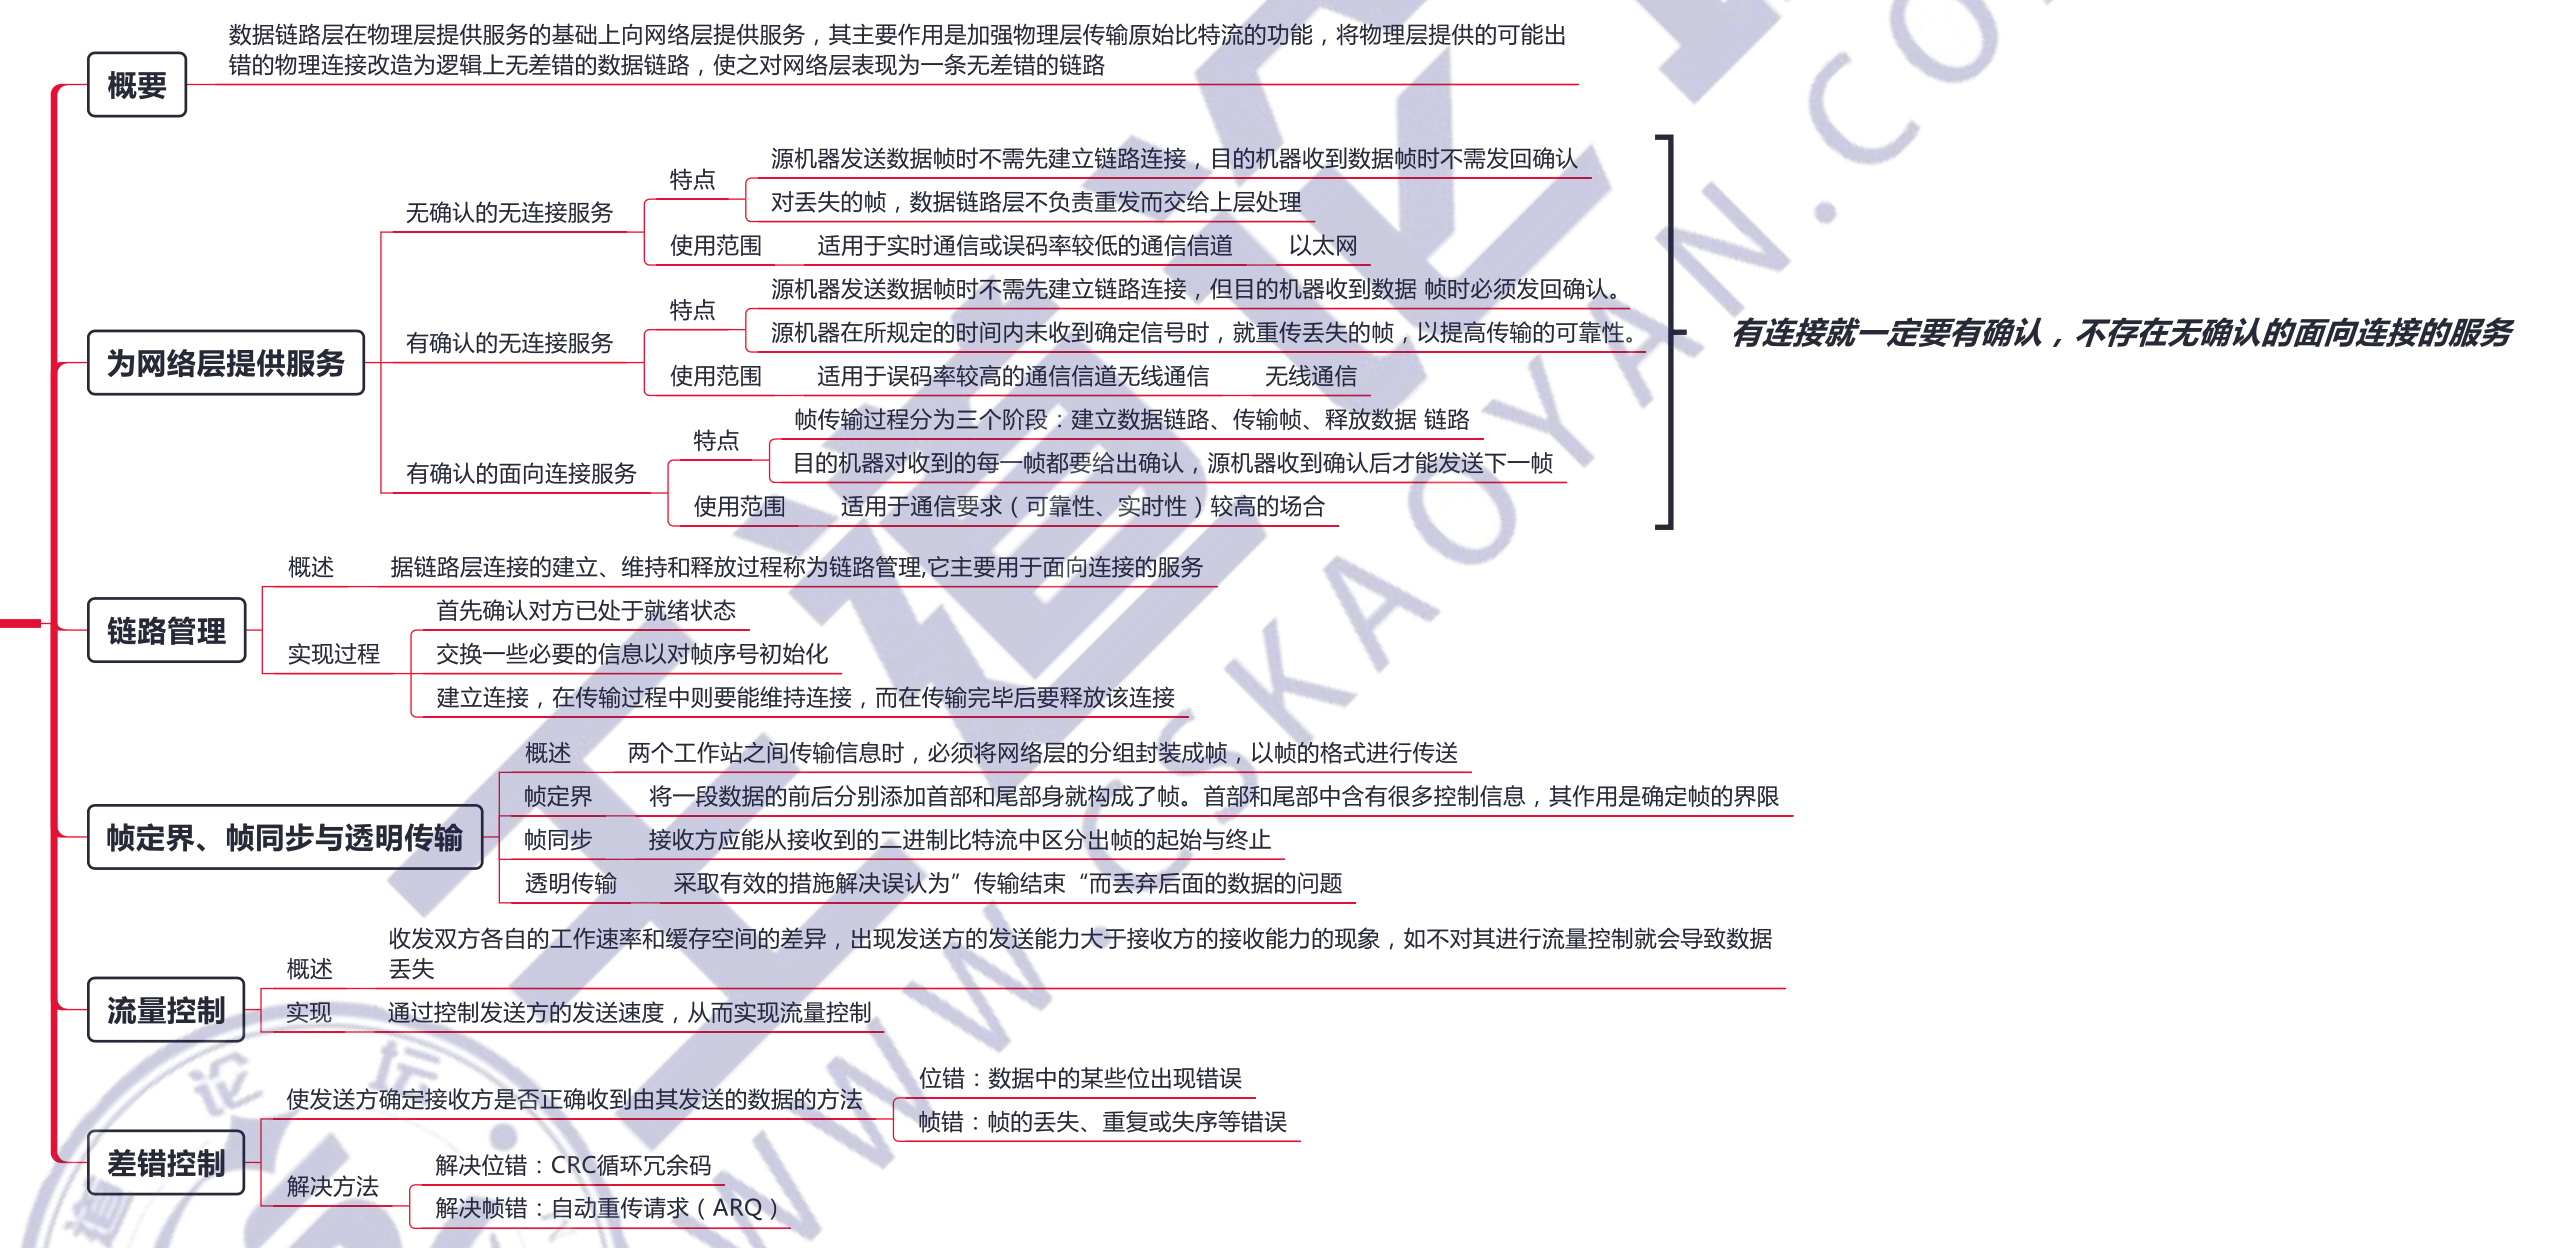 数据链路层在物理层提供服务的基础上向网络层提供服务，其主要作用是加强物理层传输原始比特流的功能，将物理层提供的可能出
错的物理连接改造为逻辑上无差错的数据链路，使之对网络层表现为一条无差错的链路
概要
源机器发送数据帧时不需先建立链路连接，目的机器收到数据帧时不需发回确认
特点
对丢失的帧，数据链路层不负责重发而交给上层处理
无确认的无连接服务
使用范围 适用于实时通信或误码率较低的通信信道 以太网
源机器发送数据帧时不需先建立链路连接，但目的机器收到数据 帧时必须发回确认。
特点
源机器在所规定的时间内未收到确定信号时，就重传丢失的帧，以提高传输的可靠性。
有确认的无连接服务
使用范围 适用于误码率较高的通信信道无线通信 无线通信
为网络层提供服务
有连接就一定要有确认，不存在无确认的面向连接的服务
帧传输过程分为三个阶段：建立数据链路、传输帧、释放数据 链路
特点
目的机器对收到的每一帧都要给出确认，源机器收到确认后才能发送下一帧
有确认的面向连接服务
使用范围 适用于通信要求（可靠性、实时性）较高的场合
概述 据链路层连接的建立、维持和释放过程称为链路管理,它主要用于面向连接的服务
链路管理
首先确认对方已处于就绪状态
实现过程 交换一些必要的信息以对帧序号初始化
建立连接，在传输过程中则要能维持连接，而在传输完毕后要释放该连接
概述 两个工作站之间传输信息时，必须将网络层的分组封装成帧，以帧的格式进行传送
帧定界 将一段数据的前后分别添加首部和尾部身就构成了帧。首部和尾部中含有很多控制信息，其作用是确定帧的界限
帧定界、帧同步与透明传输
帧同步 接收方应能从接收到的二进制比特流中区分出帧的起始与终止
透明传输 采取有效的措施解决误认为”传输结束“而丢弃后面的数据的问题
收发双方各自的工作速率和缓存空间的差异，出现发送方的发送能力大于接收方的接收能力的现象，如不对其进行流量控制就会导致数据
概述 丢失
流量控制
实现 通过控制发送方的发送速度，从而实现流量控制
位错：数据中的某些位出现错误
使发送方确定接收方是否正确收到由其发送的数据的方法
帧错：帧的丢失、重复或失序等错误
差错控制
解决位错：CRC循环冗余码
解决方法
解决帧错：自动重传请求（ARQ）
王道论坛
WWW.CSKAOYAN.CO
道论坛